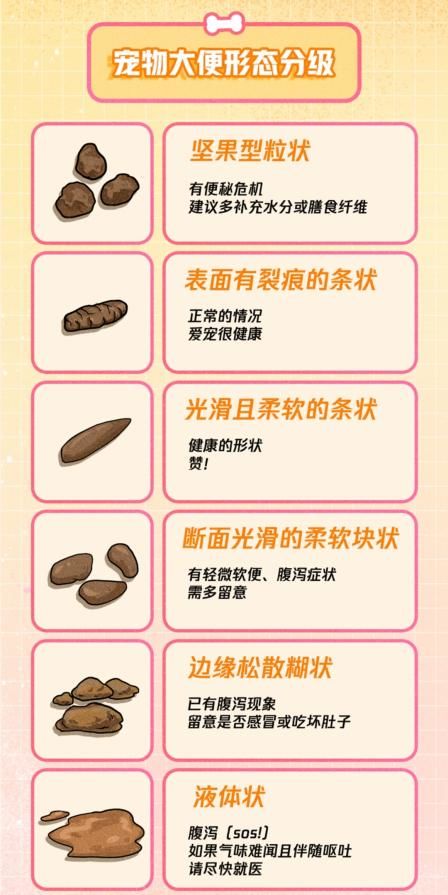 宠物大便形态分级
坚果型粒状
有便秘危机
建议多补充水分或膳食纤维
表面有裂痕的条状
正常的情况
爱宠很健康
光滑且柔软的条状
健康的形状
赞!
断面光滑的柔软块状
有轻微软便、腹泻症状
需多留意
边缘松散糊状
已有腹泻现象
留意是否感冒或吃坏肚子
液体状
腹泻（sos!）
如果气味难闻且伴随呕吐
请尽快就医